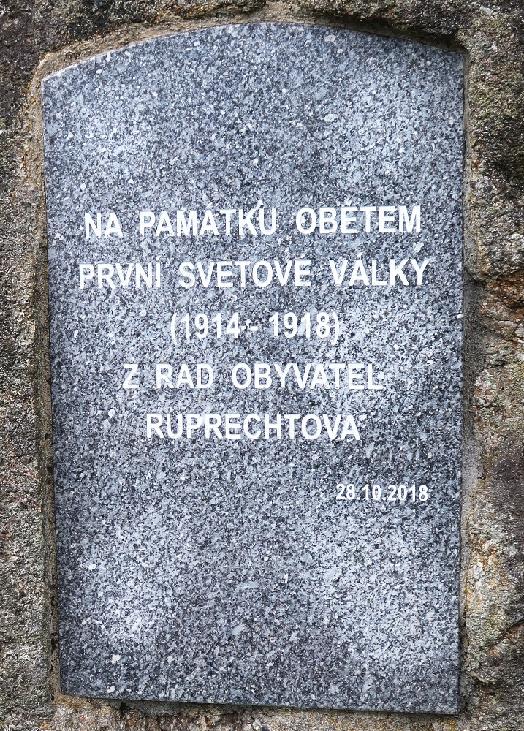 NA PAMÁTKU OBĚTEM
PRVNÍ SVĚTOVÉ VÁLKY
(1914 - 1918)
Z ŘAD OBYVATEL
RUPRECHTOVA
28.10.2018